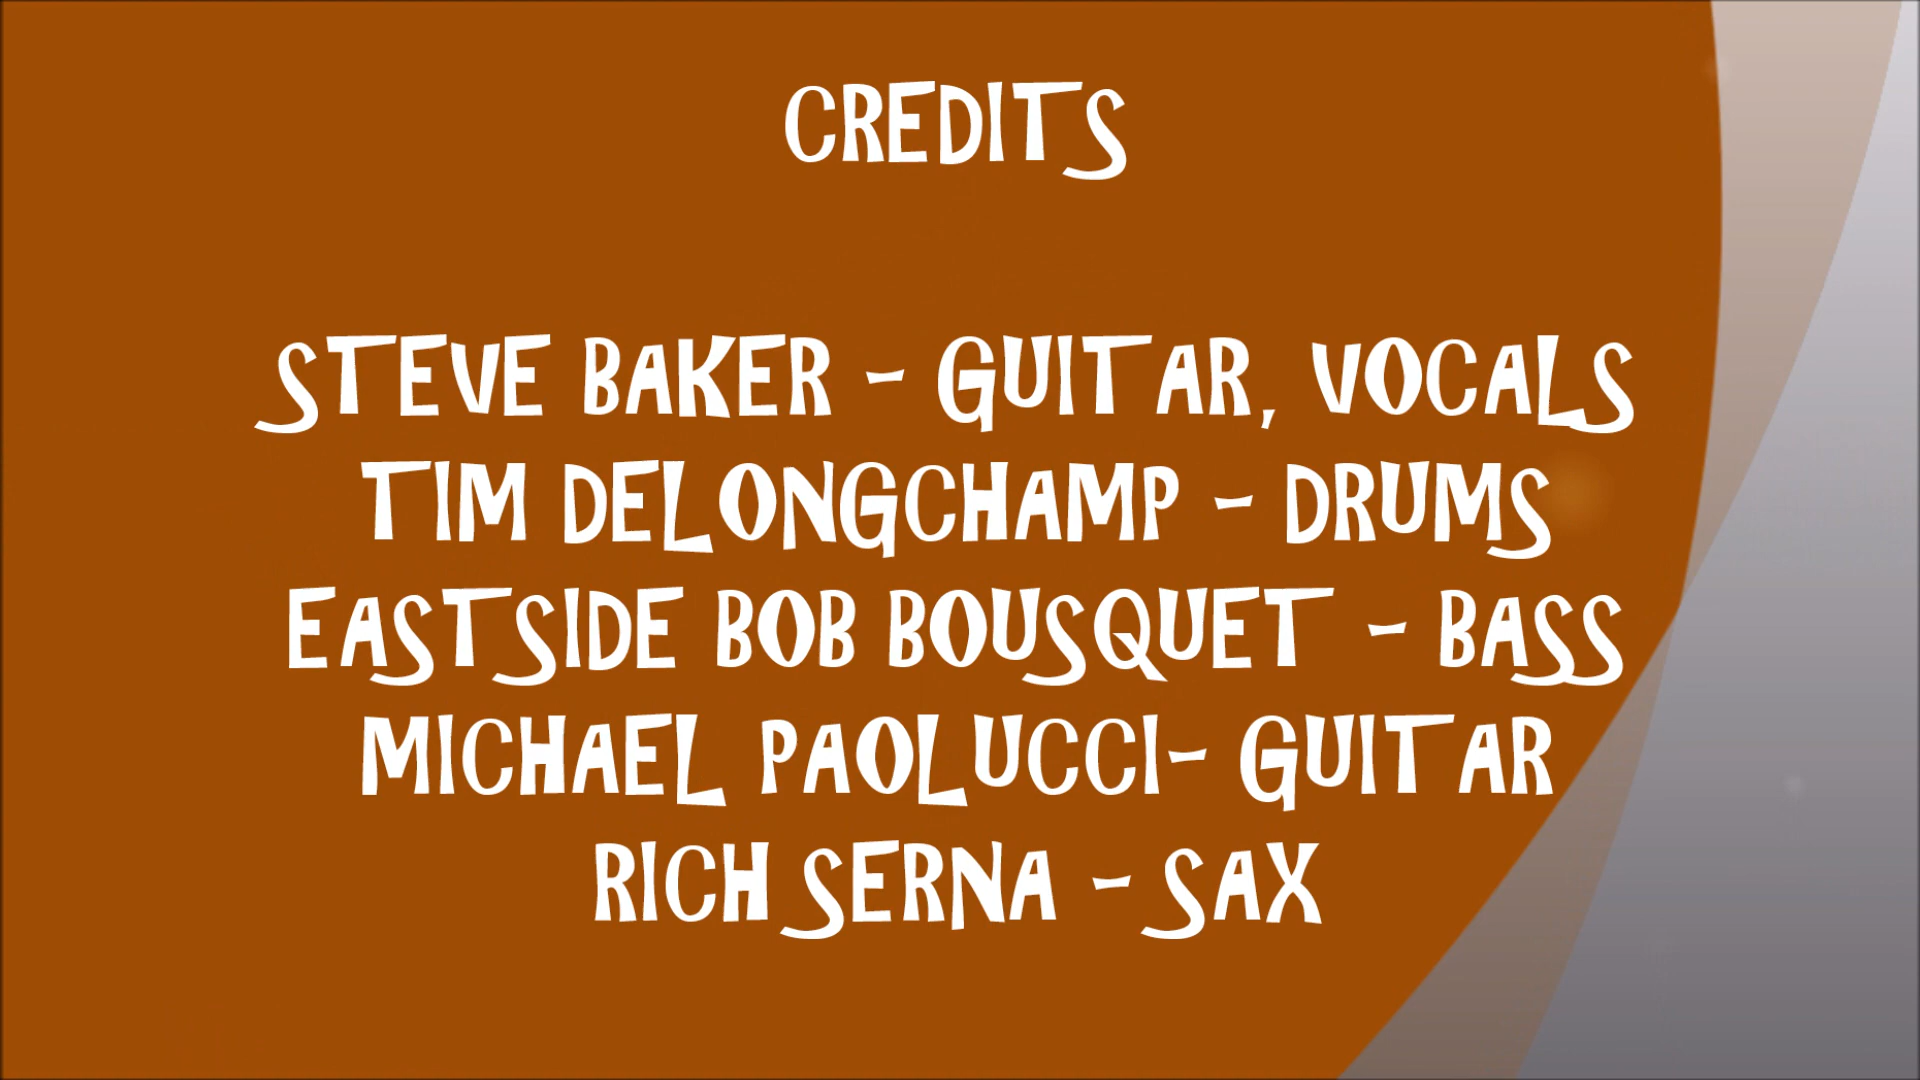 CREDITS
STEVE BAKER - GUITAR, VOCALS
TIM DELONGCHAMP - DRUMS
EASTSIDE BOB BOUSQUET - BASS
MICHAEL PAOLUCCI- GUITAR
RICH SERNA - SAX